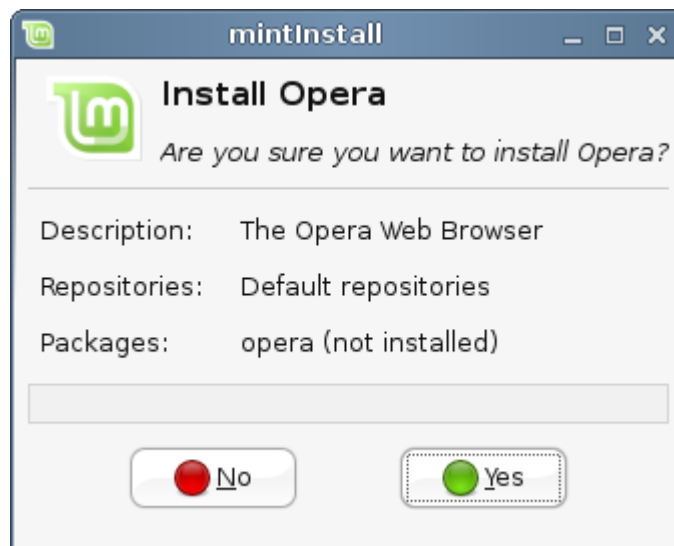 mintInstall
Install Opera
Are you sure you want to install Opera?
Description: The Opera Web Browser
Repositories: Default repositories
Packages: opera (not installed)
No Yes